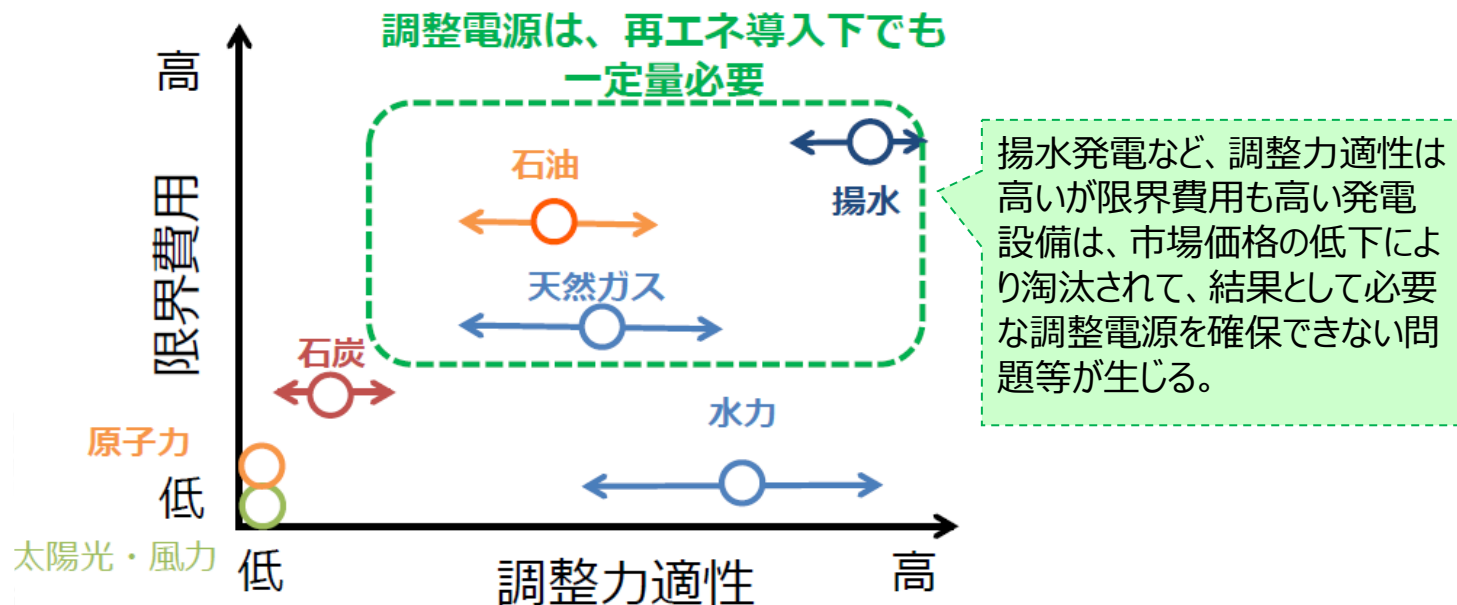 調整電源は、再エネ導入下でも
一定量必要
高
限界費用
低
石油
揚水
天然ガス
石炭
水力
原子力
太陽光・風力
低
調整力適性
高
揚水発電など、調整力適性は
高いが限界費用も高い発電
設備は、市場価格の低下によ
り淘汰されて、結果として必要
な調整電源を確保できない問
題等が生じる。